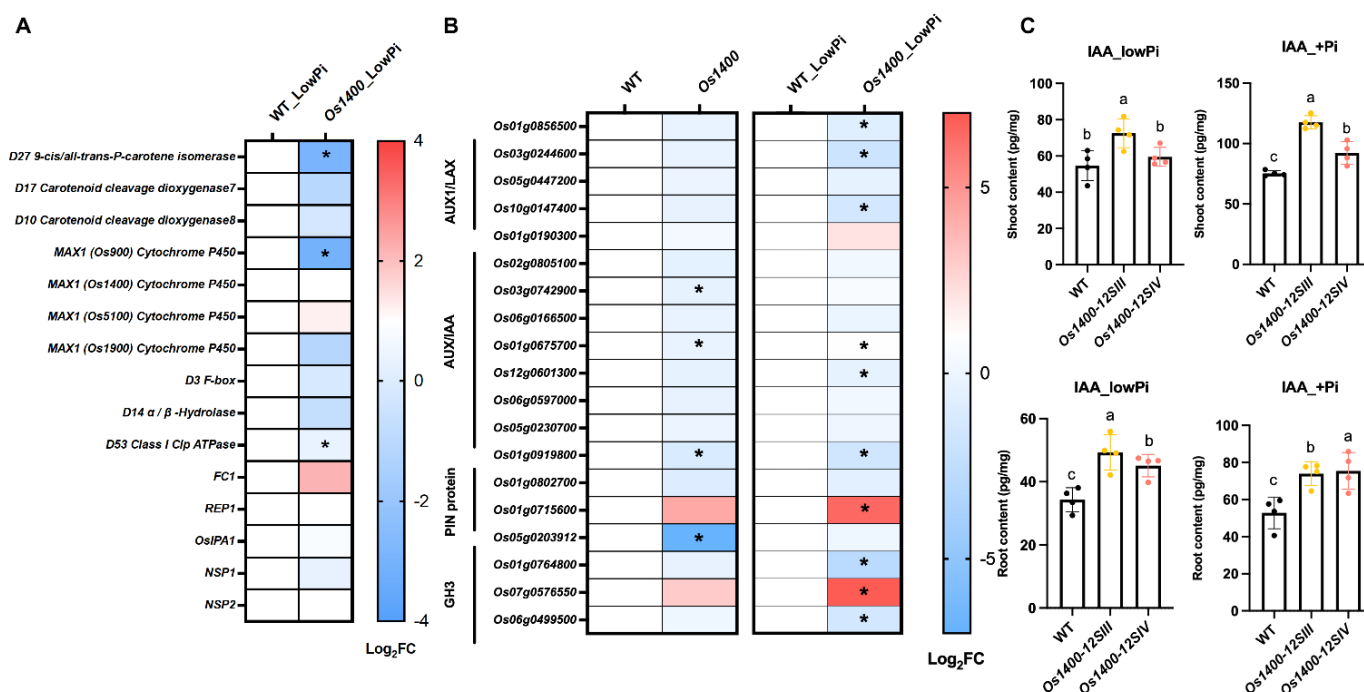 A
WT_LowPi
Os1400_LowPi
D27 9-cis/all-trans-P-carotene isomerase
D17 Carotenoid cleavage dioxygenase7
D10 Carotenoid cleavage dioxygenase8
MAX1 (Os900) Cytochrome P450
*
*
MAX1 (Os1400) Cytochrome P450
MAX1 (Os5100) Cytochrome P450
MAX1 (Os1900) Cytochrome P450
D3 F-box
D14 α / β -Hydrolase
D53 Class I Clp ATPase
*
FC1
REP1
OsIPA1
NSP1
NSP2
4
2
0
-2
-4
Log2FC
B
WT
Os1400
WT_LowPi
Os1400_LowPi
AUX1/LAX
AUX/IAA
PIN protein
GH3
Os01g0856500 *
Os03g0244600 *
Os05g0447200
Os10g0147400 *
Os01g0190300
Os02g0805100
Os03g0742900 *
Os06g0166500
Os01g0675700 * *
Os12g0601300 *
Os06g0597000
Os05g0230700
Os01g0919800 * *
Os01g0802700
Os01g0715600 *
Os05g0203912 *
Os01g0764800 *
Os07g0576550 *
Os06g0499500 *
5
0
-5
Log2FC
C
IAA_lowPi
Shoot content (pg/mg)
100
80
60
40
20
0
b
a
b
WT
Os1400-12SIII
Os1400-12SIV
IAA_+Pi
Shoot content (pg/mg)
150
100
50
0
c
a
b
WT
Os1400-12SIII
Os1400-12SIV
IAA_lowPi
Root content (pg/mg)
60
40
20
0
c
a
b
WT
Os1400-12SIII
Os1400-12SIV
IAA_+Pi
Root content (pg/mg)
100
80
60
40
20
0
c
b
a
WT
Os1400-12SIII
Os1400-12SIV